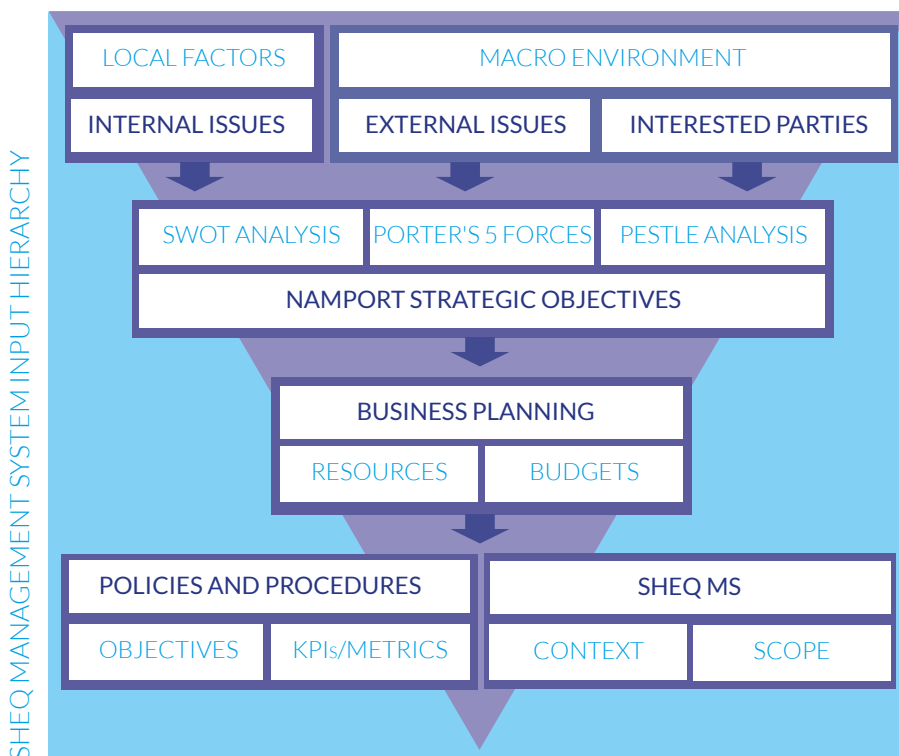 SHEQ MANAGEMENT SYSTEM INPUT HIERARCHY
LOCAL FACTORS
MACRO ENVIRONMENT
INTERNAL ISSUES
EXTERNAL ISSUES
INTERESTED PARTIES
SWOT ANALYSIS
PORTER'S 5 FORCES
PESTLE ANALYSIS
NAMPORT STRATEGIC OBJECTIVES
BUSINESS PLANNING
RESOURCES
BUDGETS
POLICIES AND PROCEDURES
SHEQ MS
OBJECTIVES
KPIs/METRICS
CONTEXT
SCOPE